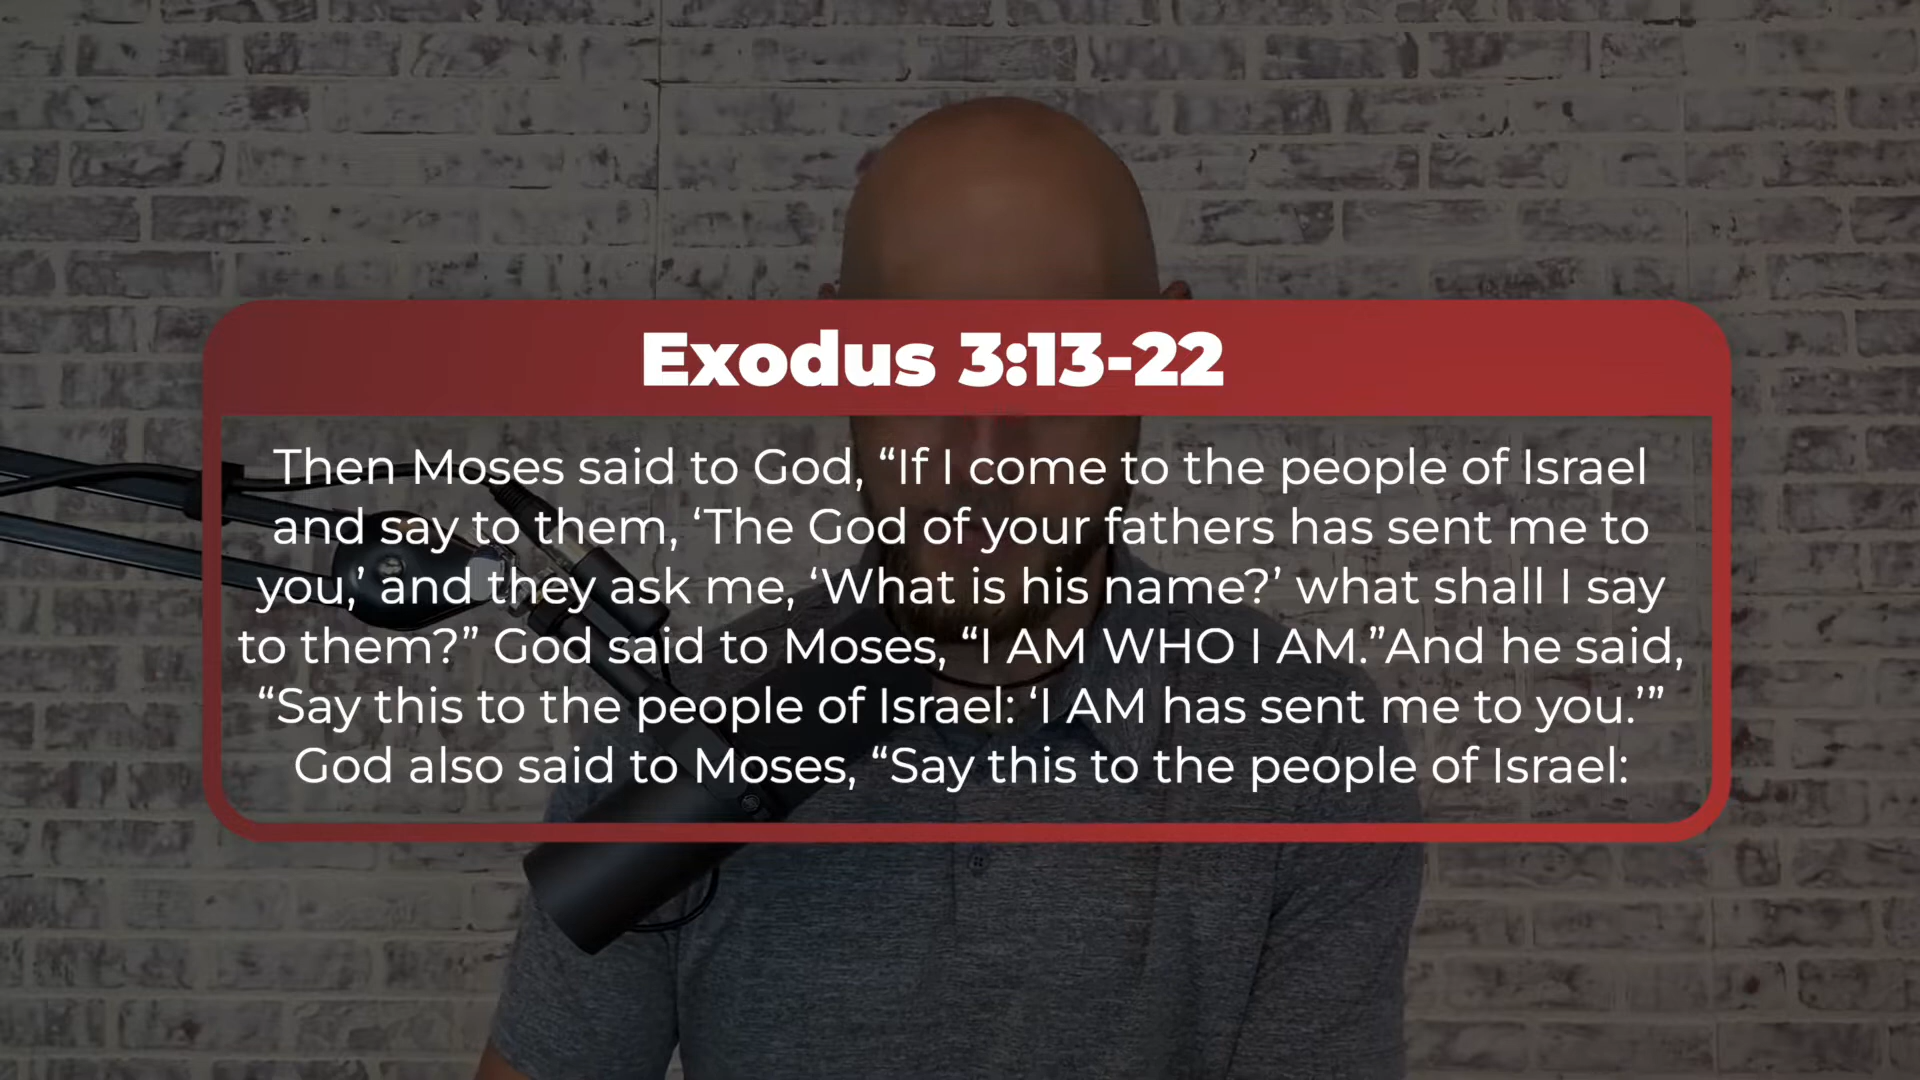 Exodus 3:13-22
Then Moses said to God, “If I come to the people of Israel
and say to them, ‘The God of your fathers has sent me to
you,’ and they ask me, ‘What is his name?’ what shall I say
to them?” God said to Moses, “I AM WHO I AM.”And he said,
“Say this to the people of Israel: ‘I AM has sent me to you.’”
God also said to Moses, “Say this to the people of Israel: